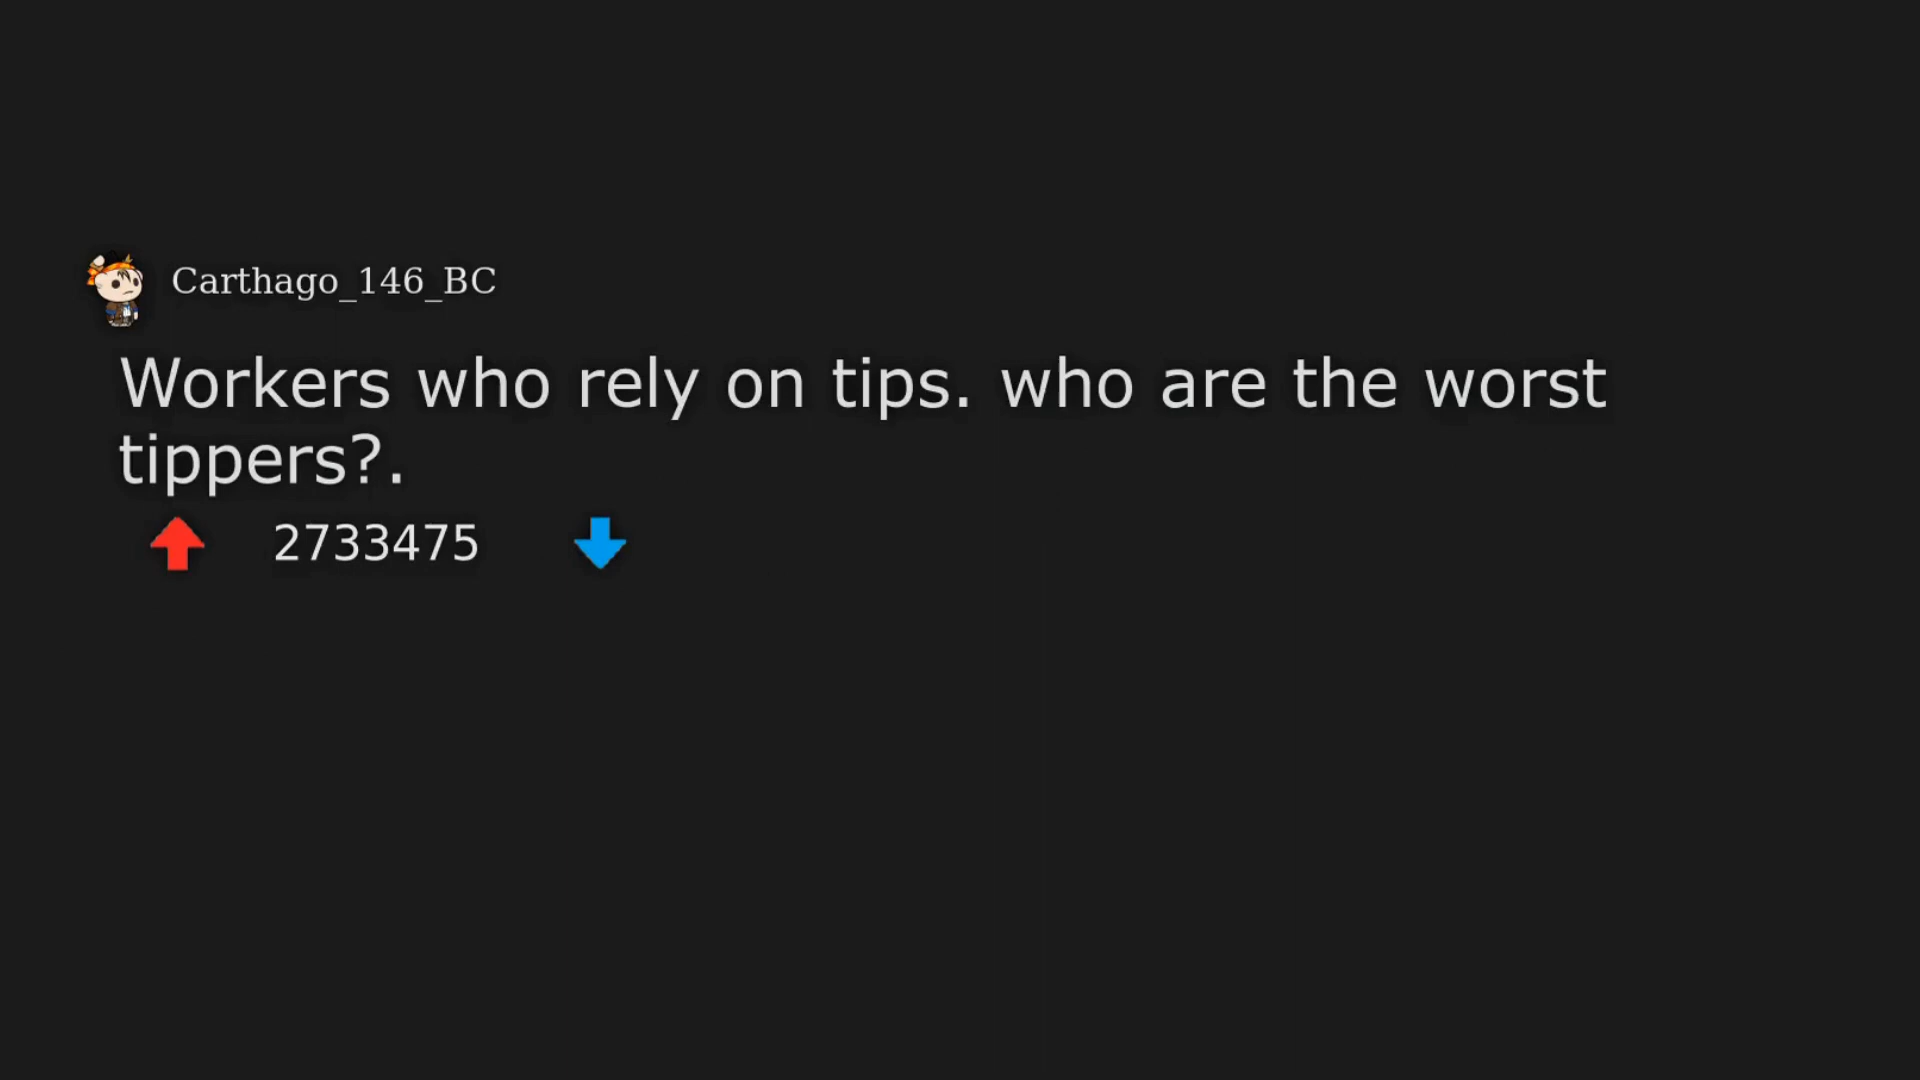 Carthago_146_BC
Workers who rely on tips. who are the worst
tippers?.
2733475